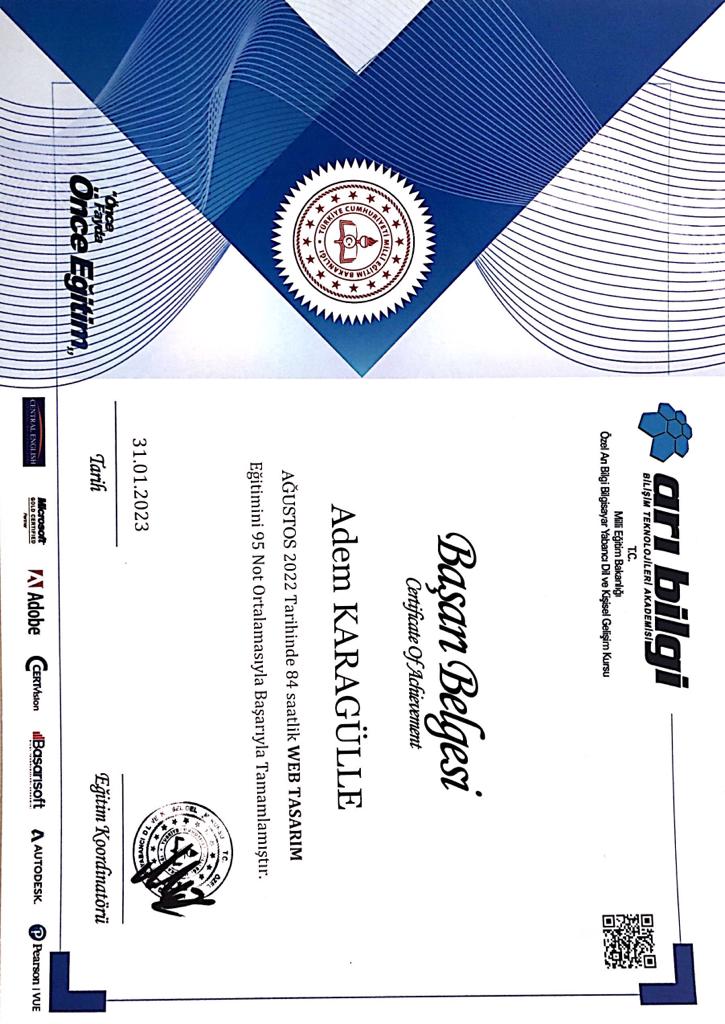 arı bilgi
BİLİŞİM TEKNOLOJİLERİ AKADEMİSİ
T.C.
Milli Eğitim Bakanlığı
Özel Arı Bilgi Bilgisayar Yabancı Dil ve Kişisel Gelişim Kursu
Başarı Belgesi
Certificate Of Achievement
Adem KARAGÜLLE
AĞUSTOS 2022 Tarihinde 84 saatlik WEB TASARIM
Eğitimini 95 Not Ortalamasıyla Başarıyla Tamamlamıştır.
TÜRKİYE CUMHURİYETİ MİLLÎ EĞİTİM BAKANLIĞI
T.C. ÖZEL
31.01.2023
Tarih
Eğitim Koordinatörü
"Önce
Fayda
Önce Eğitim,,
CENTRAL ENGLISH
Microsoft
GOLD CERTIFIED
Partner
Adobe
CERTVision
Basarısoft
AUTODESK.
Pearson | VUE